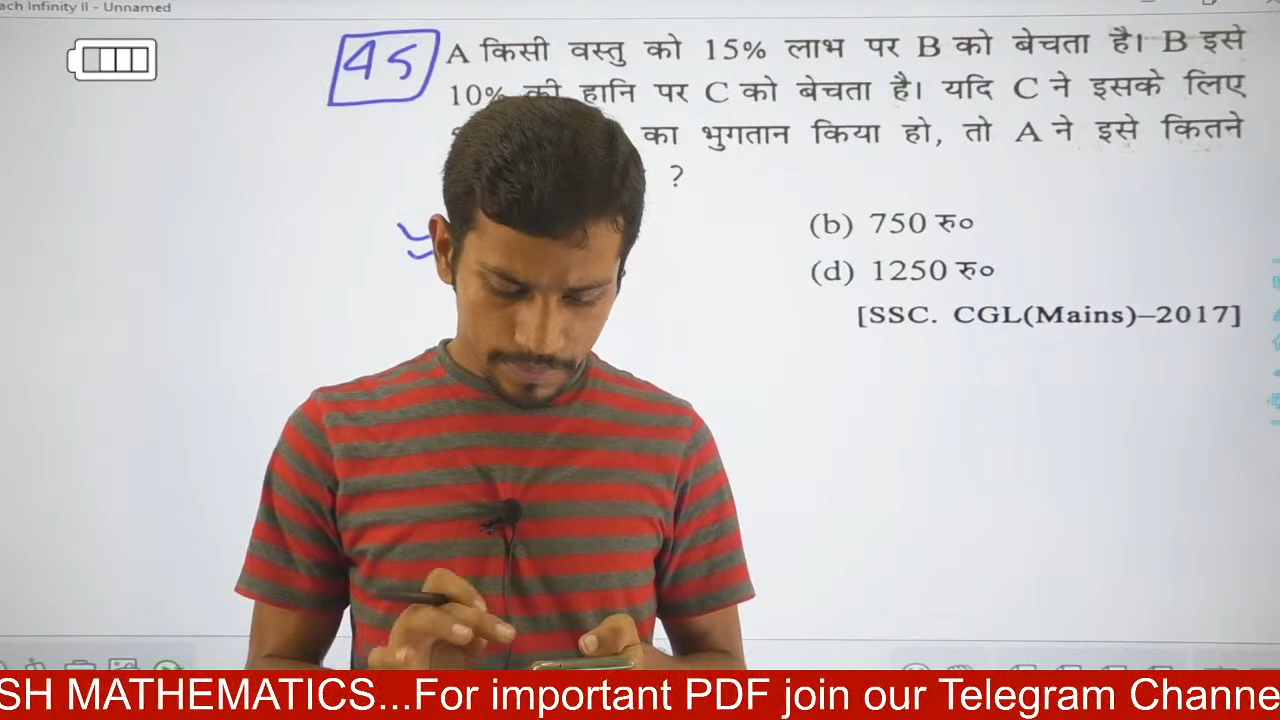 ach Infinity II - Unnamed
45
A किसी वस्तु को 15% लाभ पर B को बेचता है। B इसे
10% की हानि पर C को बेचता है। यदि C ने इसके लिए
का भुगतान किया हो, तो A ने इसे कितने
?
(b) 750 रु०
(d) 1250 रु०
[SSC. CGL(Mains)–2017]
SH MATHEMATICS...For important PDF join our Telegram Channe